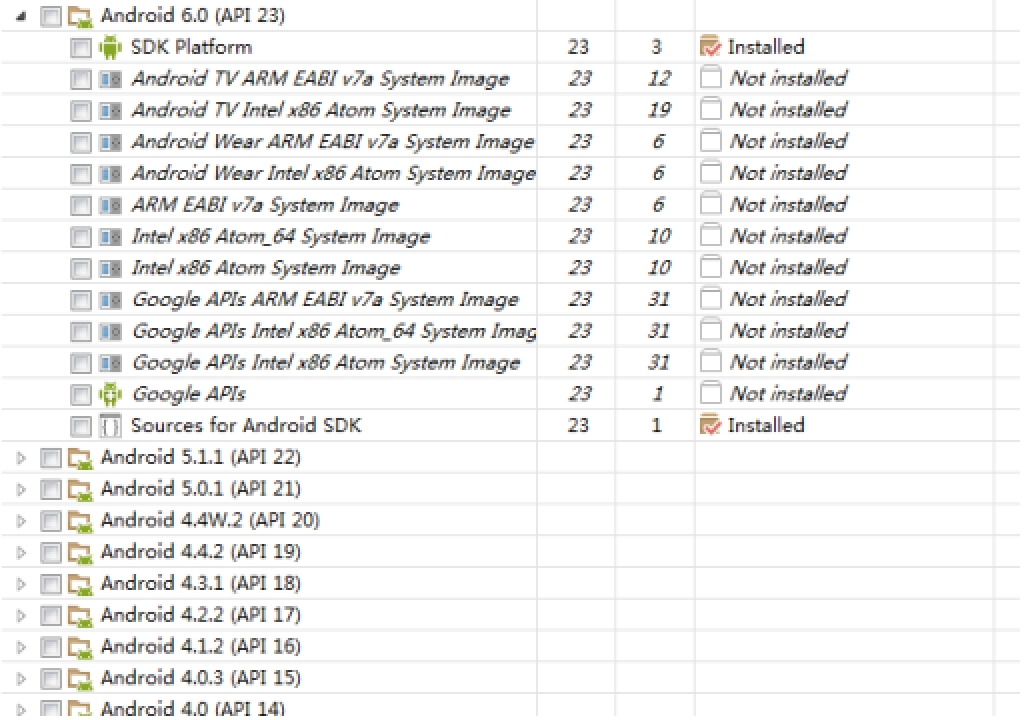 Android 6.0 (API 23)
SDK Platform 23 3 Installed
Android TV ARM EABI v7a System Image 23 12 Not installed
Android TV Intel x86 Atom System Image 23 19 Not installed
Android Wear ARM EABI v7a System Image 23 6 Not installed
Android Wear Intel x86 Atom System Image 23 6 Not installed
ARM EABI v7a System Image 23 6 Not installed
Intel x86 Atom_64 System Image 23 10 Not installed
Intel x86 Atom System Image 23 10 Not installed
Google APIs ARM EABI v7a System Image 23 31 Not installed
Google APIs Intel x86 Atom_64 System Imag 23 31 Not installed
Google APIs Intel x86 Atom System Image 23 31 Not installed
Google APIs 23 1 Not installed
Sources for Android SDK 23 1 Installed
Android 5.1.1 (API 22)
Android 5.0.1 (API 21)
Android 4.4W.2 (API 20)
Android 4.4.2 (API 19)
Android 4.3.1 (API 18)
Android 4.2.2 (API 17)
Android 4.1.2 (API 16)
Android 4.0.3 (API 15)
Android 4.0 (API 14)